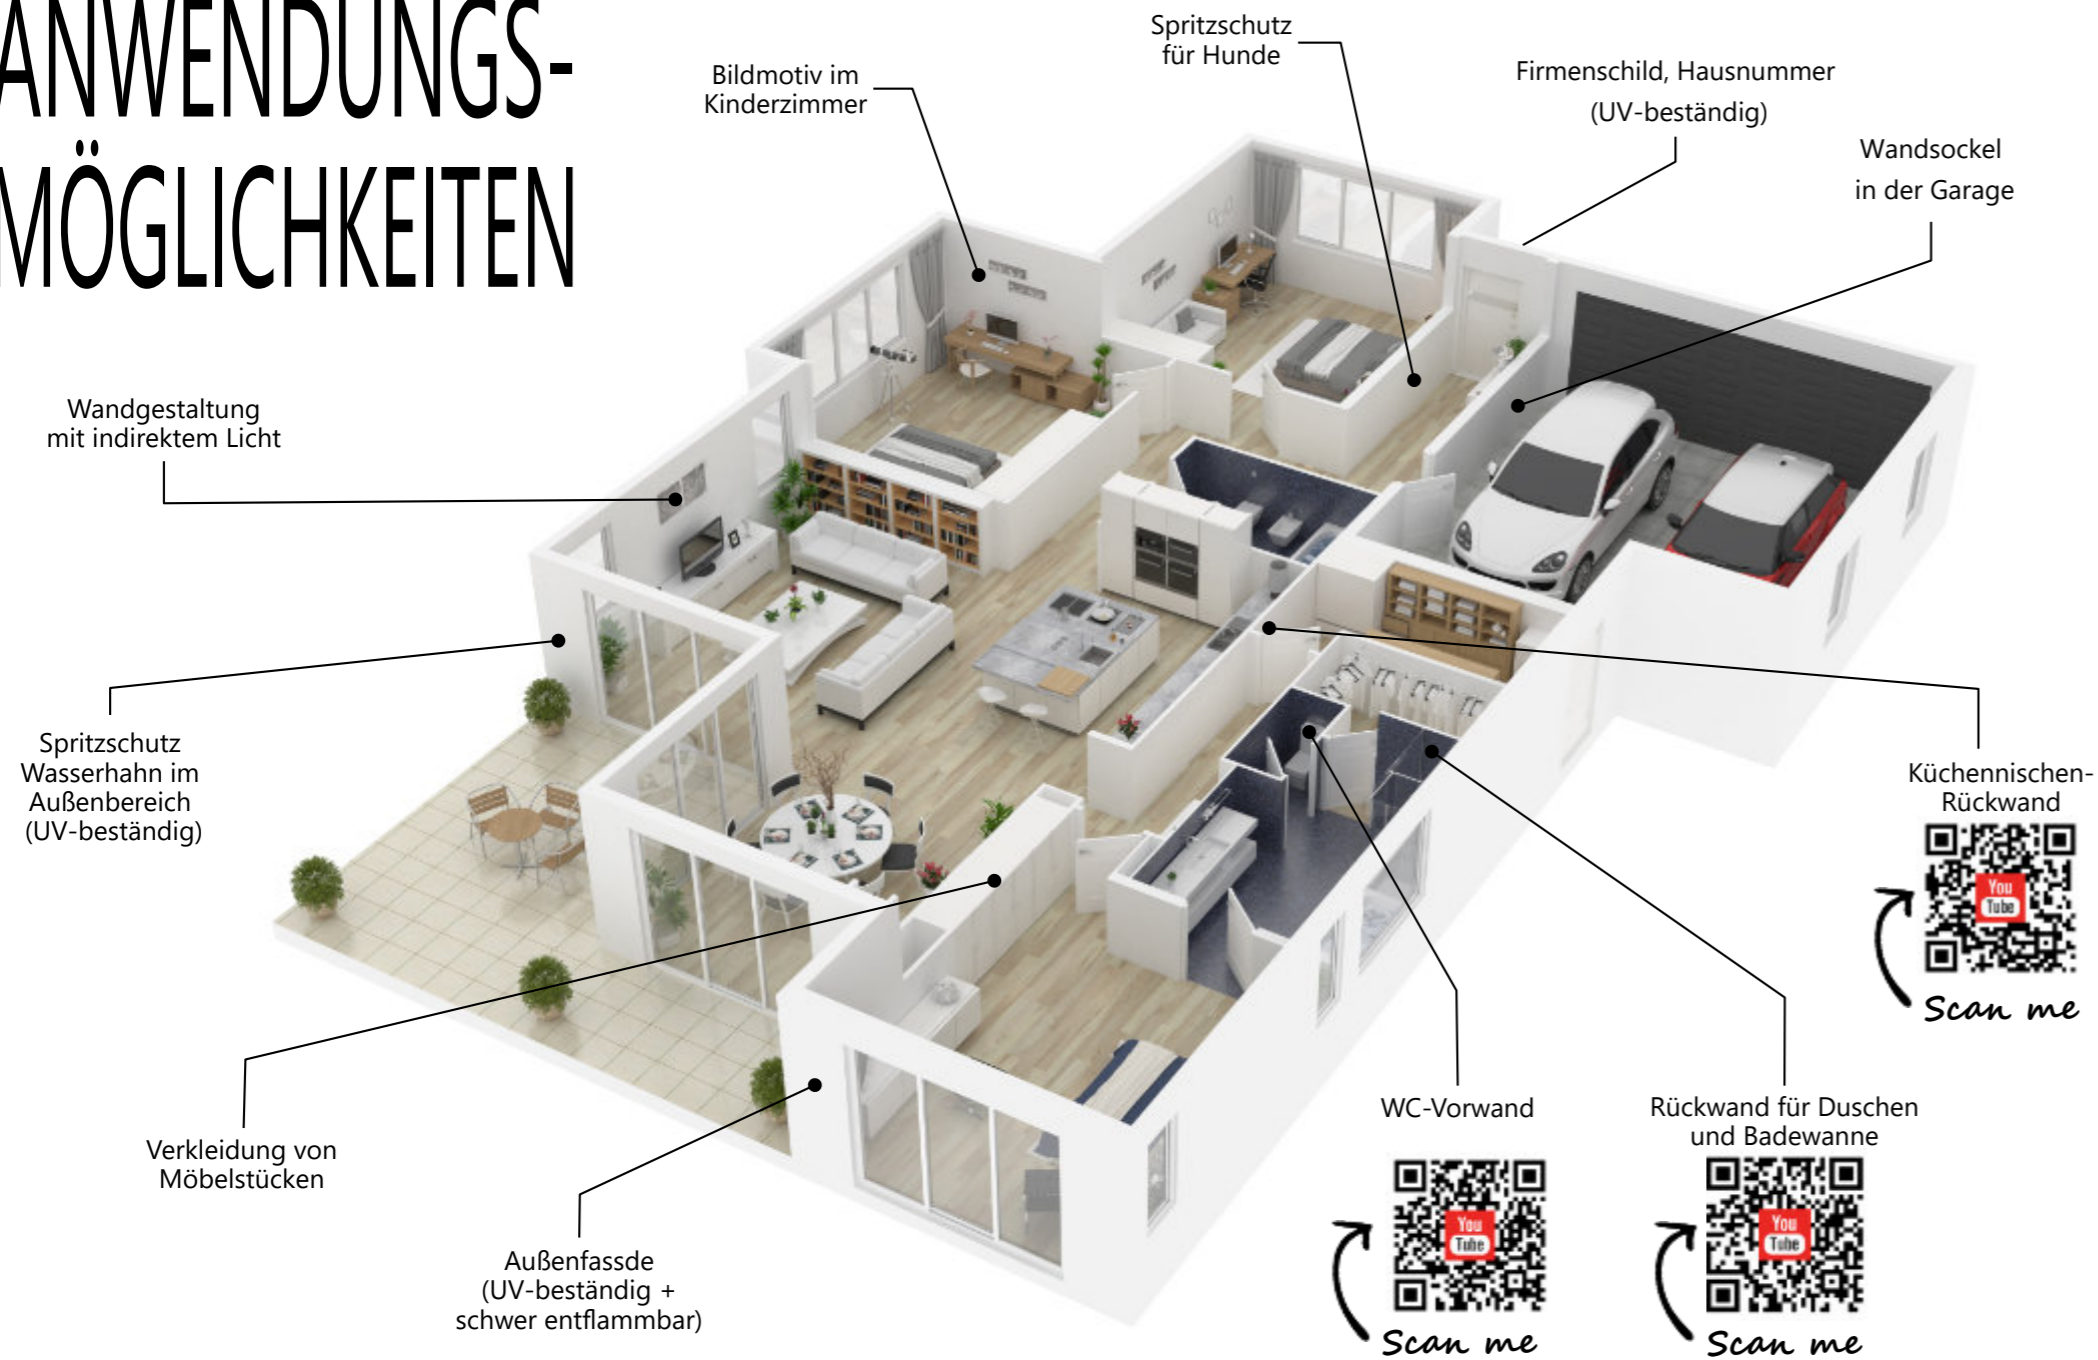 ANWENDUNGS-
MÖGLICHKEITEN
Bildmotiv im
Kinderzimmer
Spritzschutz
für Hunde
Firmenschild, Hausnummer
(UV-beständig)
Wandsockel
in der Garage
Wandgestaltung
mit indirektem Licht
Spritzschutz
Wasserhahn im
Außenbereich
(UV-beständig)
Küchennischen-
Rückwand
You
Tube
Scan me
Verkleidung von
Möbelstücken
Außenfassde
(UV-beständig +
schwer entflammbar)
WC-Vorwand
You
Tube
Scan me
Rückwand für Duschen
und Badewanne
You
Tube
Scan me